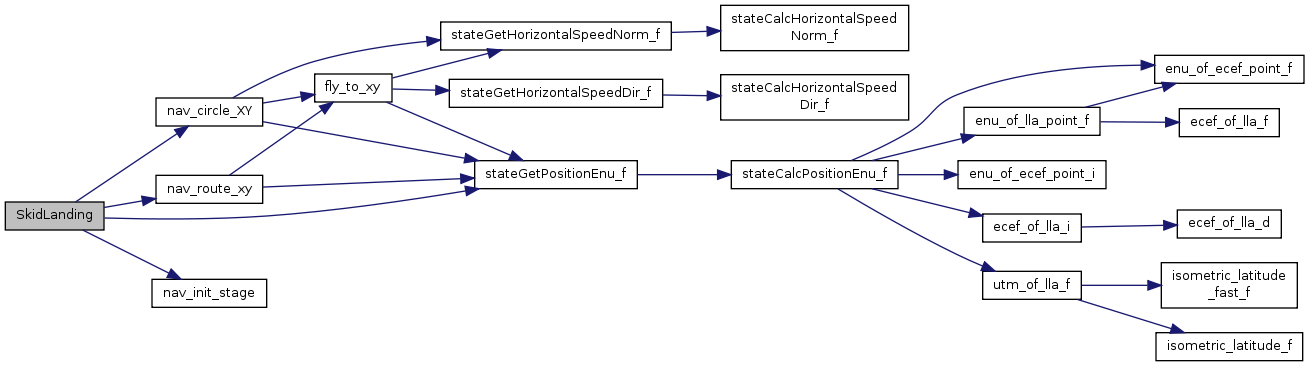 SkidLanding
nav_circle_XY
nav_route_xy
nav_init_stage
fly_to_xy
stateGetHorizontalSpeedNorm_f
stateGetHorizontalSpeedDir_f
stateGetPositionEnu_f
stateCalcHorizontalSpeed
Norm_f
stateCalcHorizontalSpeed
Dir_f
stateCalcPositionEnu_f
enu_of_lla_point_f
enu_of_ecef_point_i
ecef_of_lla_i
utm_of_lla_f
enu_of_ecef_point_f
ecef_of_lla_f
ecef_of_lla_d
isometric_latitude
_fast_f
isometric_latitude_f